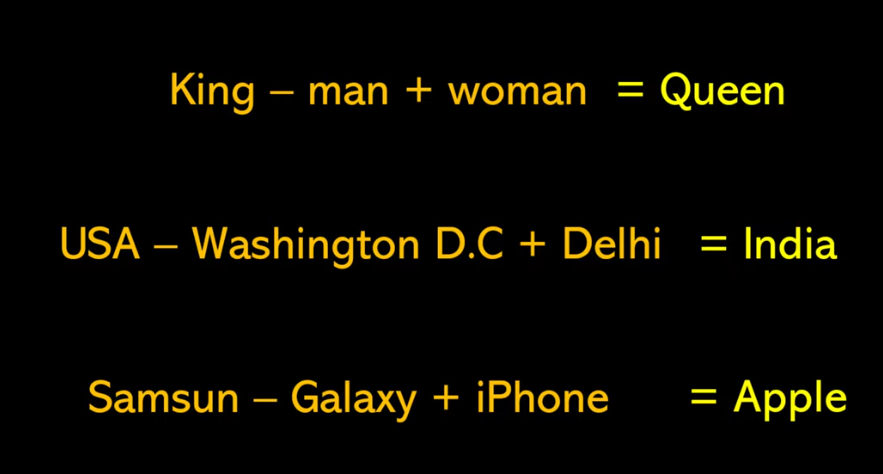 King – man + woman = Queen
USA – Washington D.C + Delhi = India
Samsun – Galaxy + iPhone = Apple